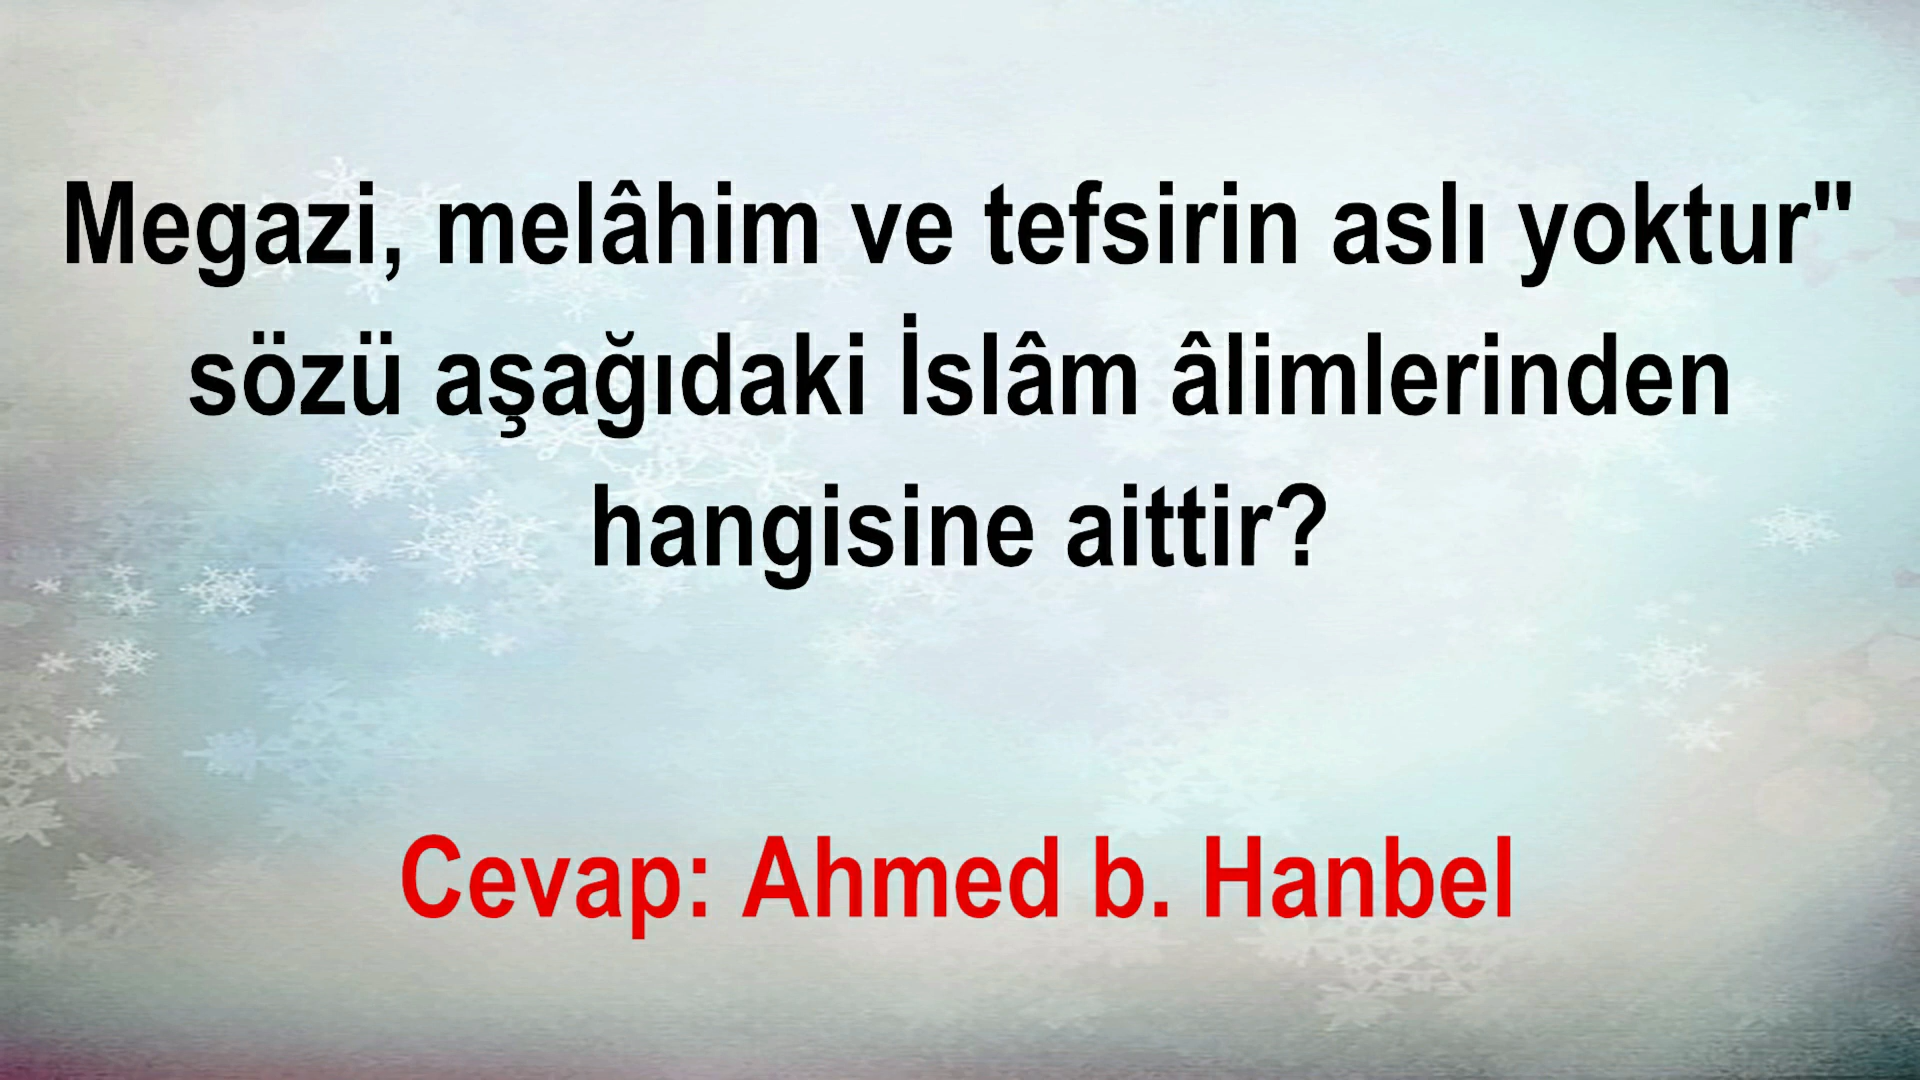 Megazi, melâhim ve tefsirin aslı yoktur"
sözü aşağıdaki İslâm âlimlerinden
hangisine aittir?
Cevap: Ahmed b. Hanbel